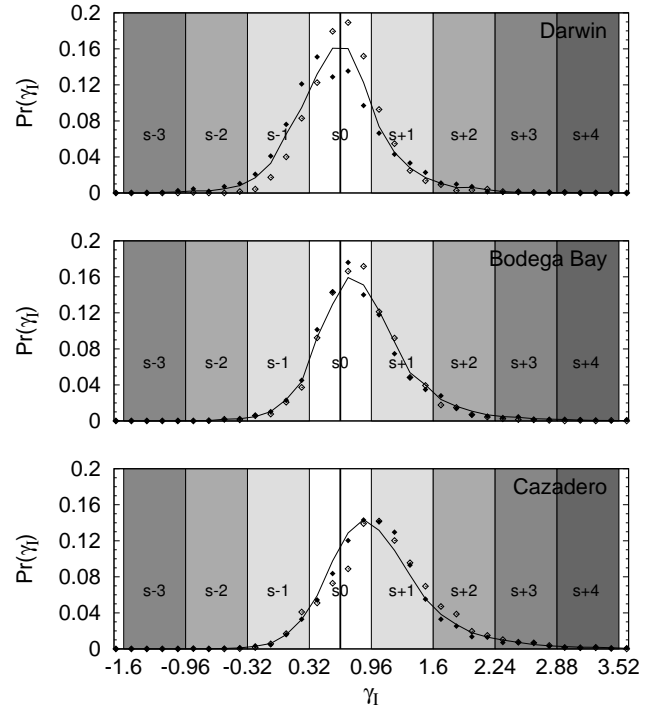 0.2
0.16
0.12
0.08
0.04
0
Pr(γI)
Darwin
s-3 s-2 s-1 s0 s+1 s+2 s+3 s+4
0.2
0.16
0.12
0.08
0.04
0
Pr(γI)
Bodega Bay
s-3 s-2 s-1 s0 s+1 s+2 s+3 s+4
0.2
0.16
0.12
0.08
0.04
0
Pr(γI)
Cazadero
s-3 s-2 s-1 s0 s+1 s+2 s+3 s+4
-1.6 -0.96 -0.32 0.32 0.96 1.6 2.24 2.88 3.52
γI